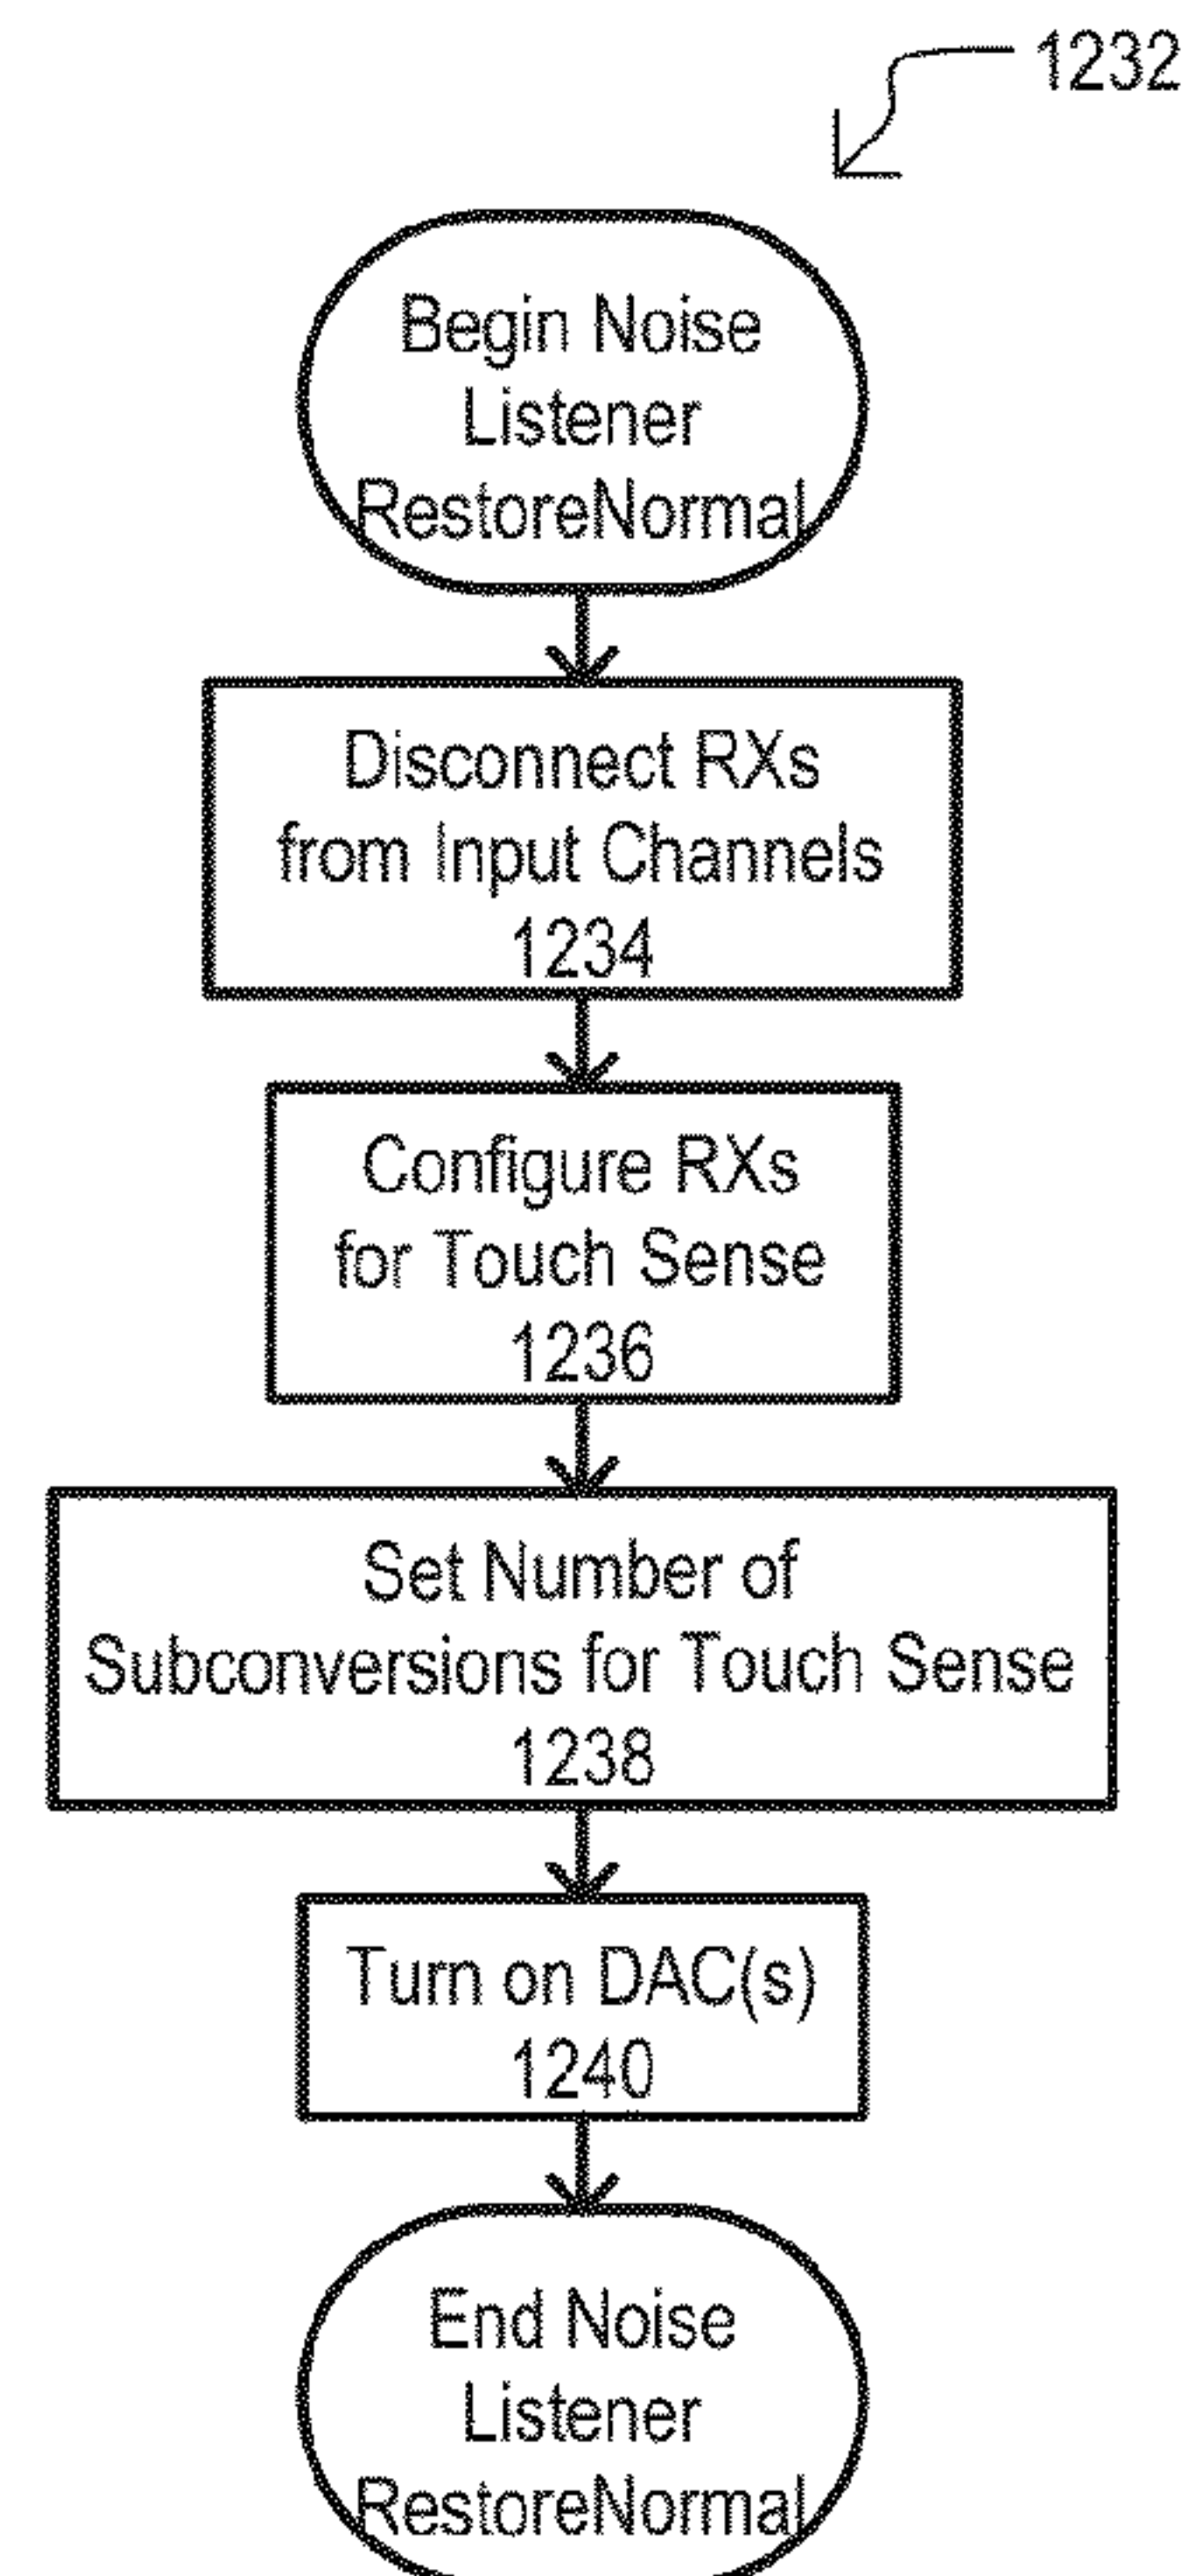 1232
Begin Noise
Listener
RestoreNormal
Disconnect RXs
from Input Channels
1234
Configure RXs
for Touch Sense
1236
Set Number of
Subconversions for Touch Sense
1238
Turn on DAC(s)
1240
End Noise
Listener
RestoreNormal